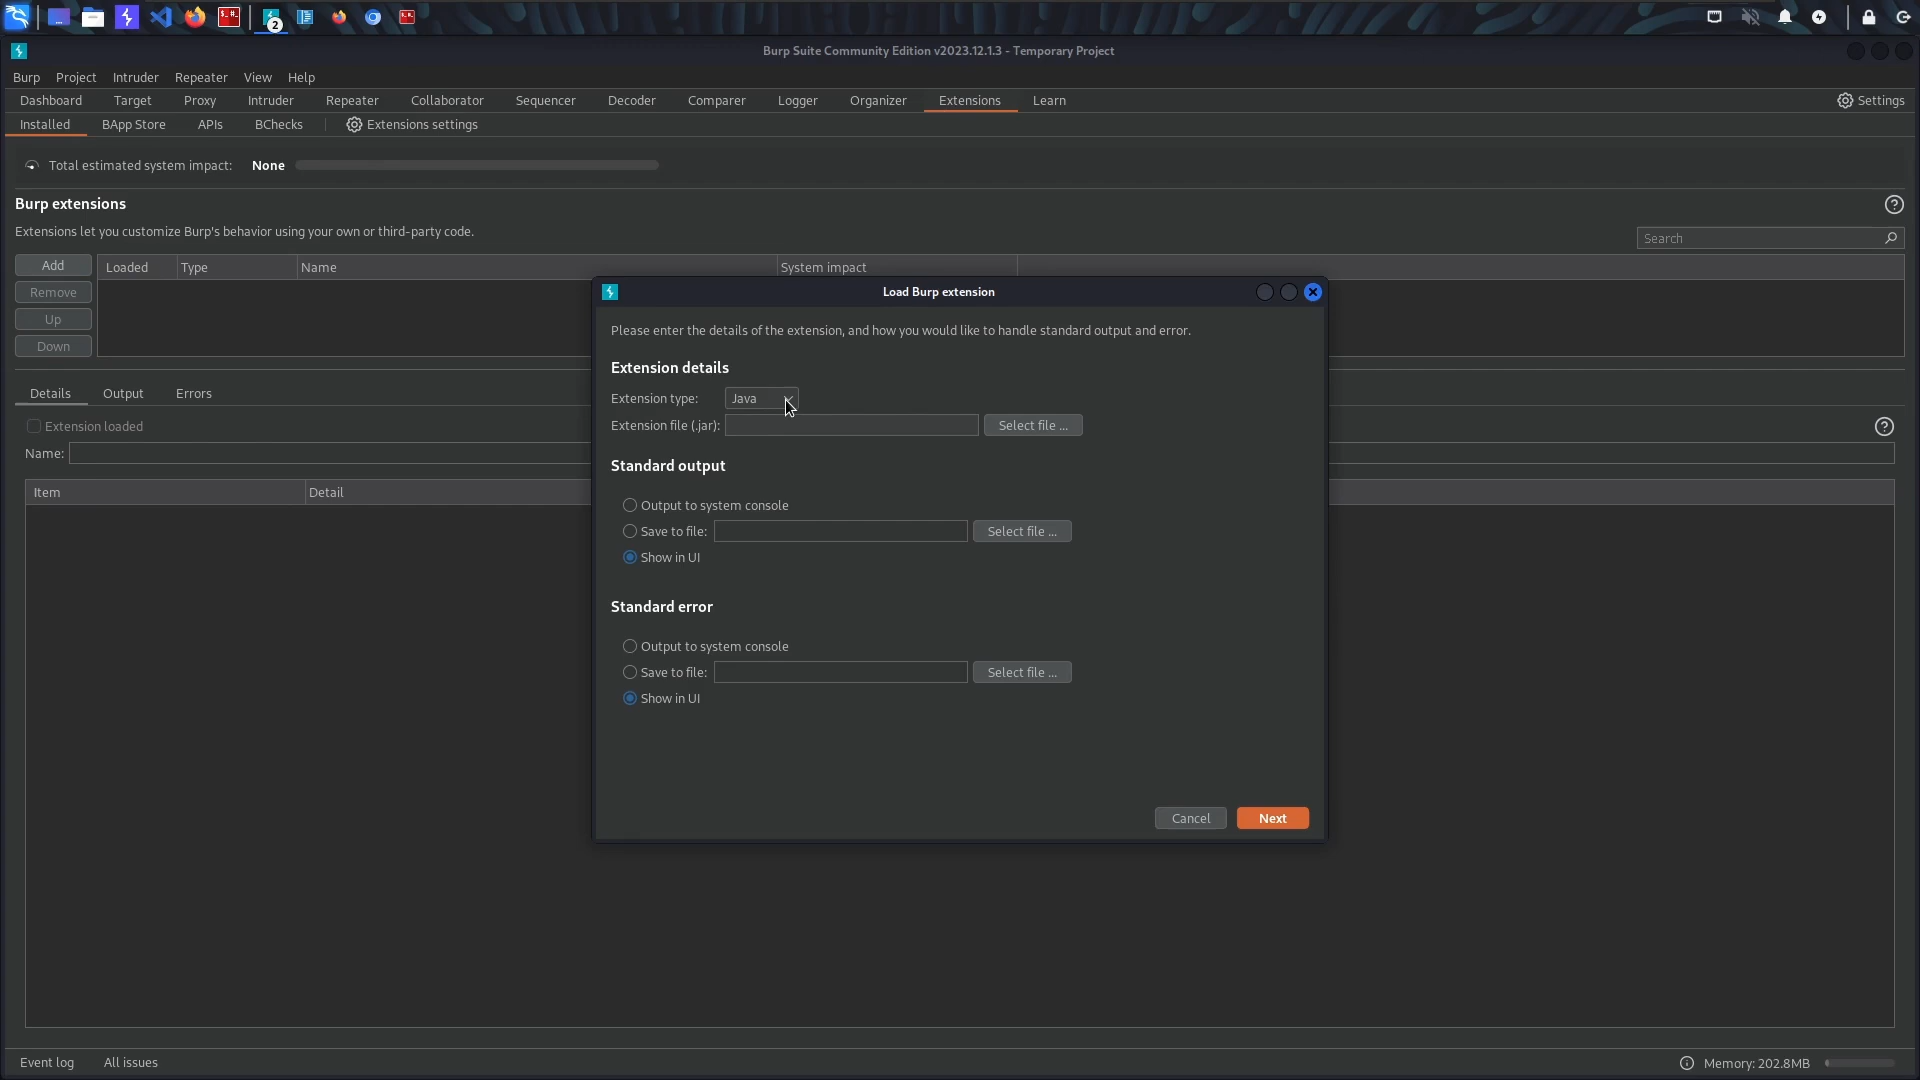 2
Burp Suite Community Edition v2023.12.1.3 - Temporary Project
Burp Project Intruder Repeater View Help
Dashboard Target Proxy Intruder Repeater Collaborator Sequencer Decoder Comparer Logger Organizer Extensions Learn Settings
Installed BApp Store APIs BChecks Extensions settings
Total estimated system impact: None
Burp extensions
Extensions let you customize Burp's behavior using your own or third-party code.
Search
Add Loaded Type Name System impact
Remove
Up
Down
Load Burp extension
Please enter the details of the extension, and how you would like to handle standard output and error.
Extension details
Extension type: Java
Extension file (.jar): Select file ...
Standard output
Output to system console
Save to file: Select file ...
Show in UI
Standard error
Output to system console
Save to file: Select file ...
Show in UI
Cancel Next
Details Output Errors
Extension loaded
Name:
Item Detail
Event log All issues Memory: 202.8MB